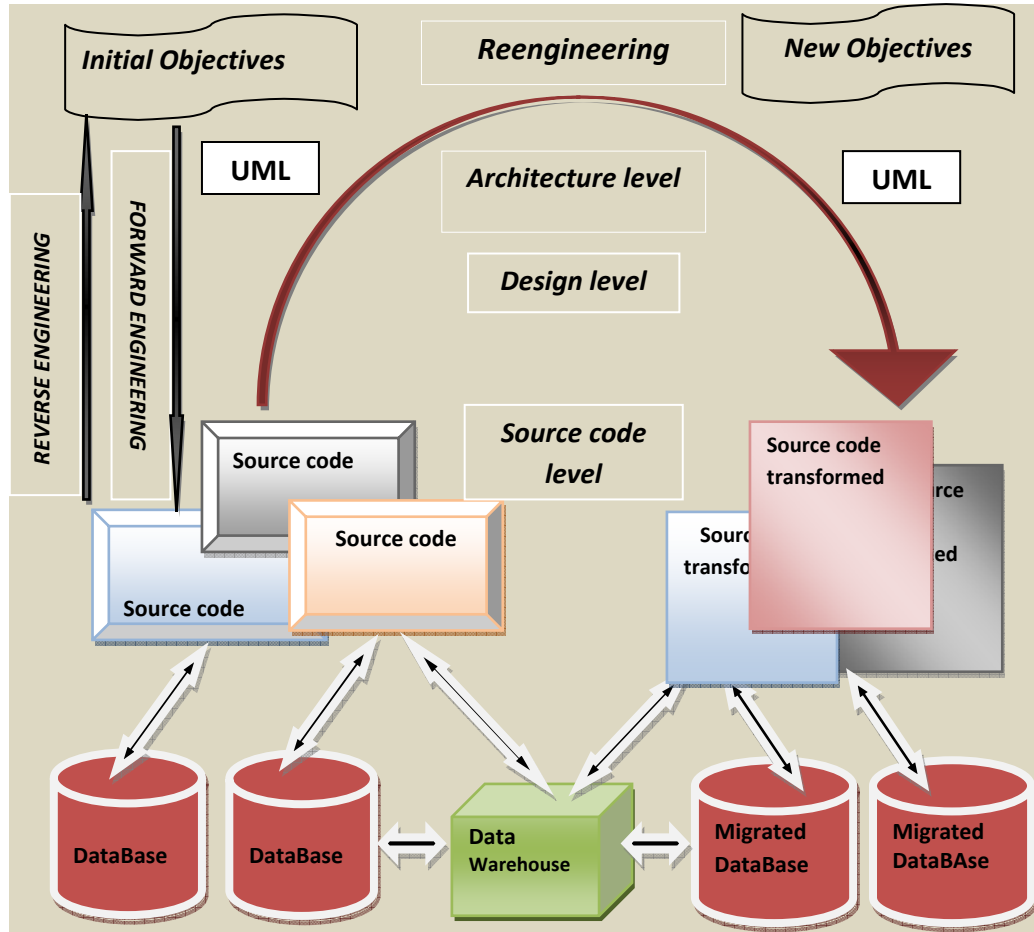 Initial Objectives
Reengineering
New Objectives
UML
Architecture level
UML
REVERSE ENGINEERING
FORWARD ENGINEERING
Design level
Source code
level
Source code
Source code
Source code
Source code
transformed
DataBase
DataBase
Data
Warehouse
Migrated
DataBase
Migrated
DataBAse